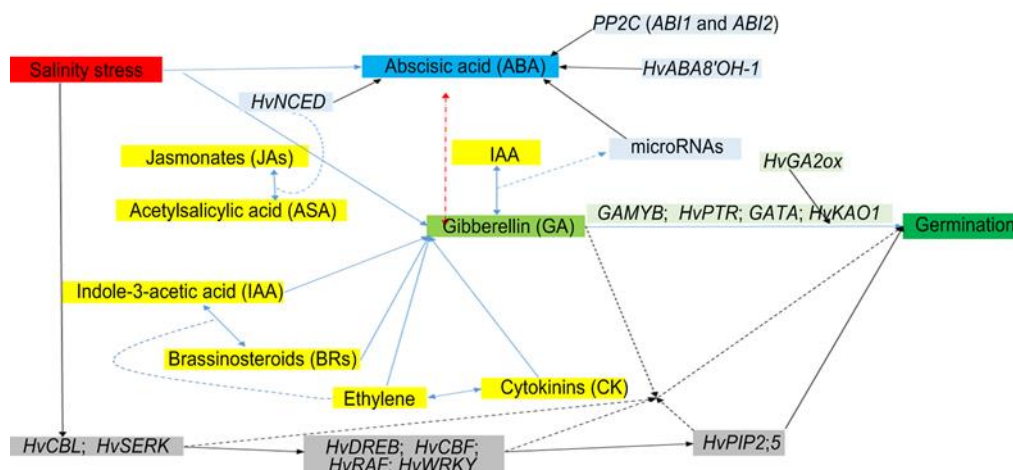 PP2C (ABI1 and ABI2)
Salinity stress
Abscisic acid (ABA)
HvABA8'OH-1
HvNCED
Jasmonates (JAs)
IAA
microRNAs
HvGA2ox
Acetylsalicylic acid (ASA)
Gibberellin (GA)
GAMYB; HvPTR; GATA; HvKAO1
Germination
Indole-3-acetic acid (IAA)
Brassinosteroids (BRs)
Ethylene
Cytokinins (CK)
HvCBL; HvSERK
HvDREB; HvCBF;
HvRAF; HvWRKY
HvPIP2;5